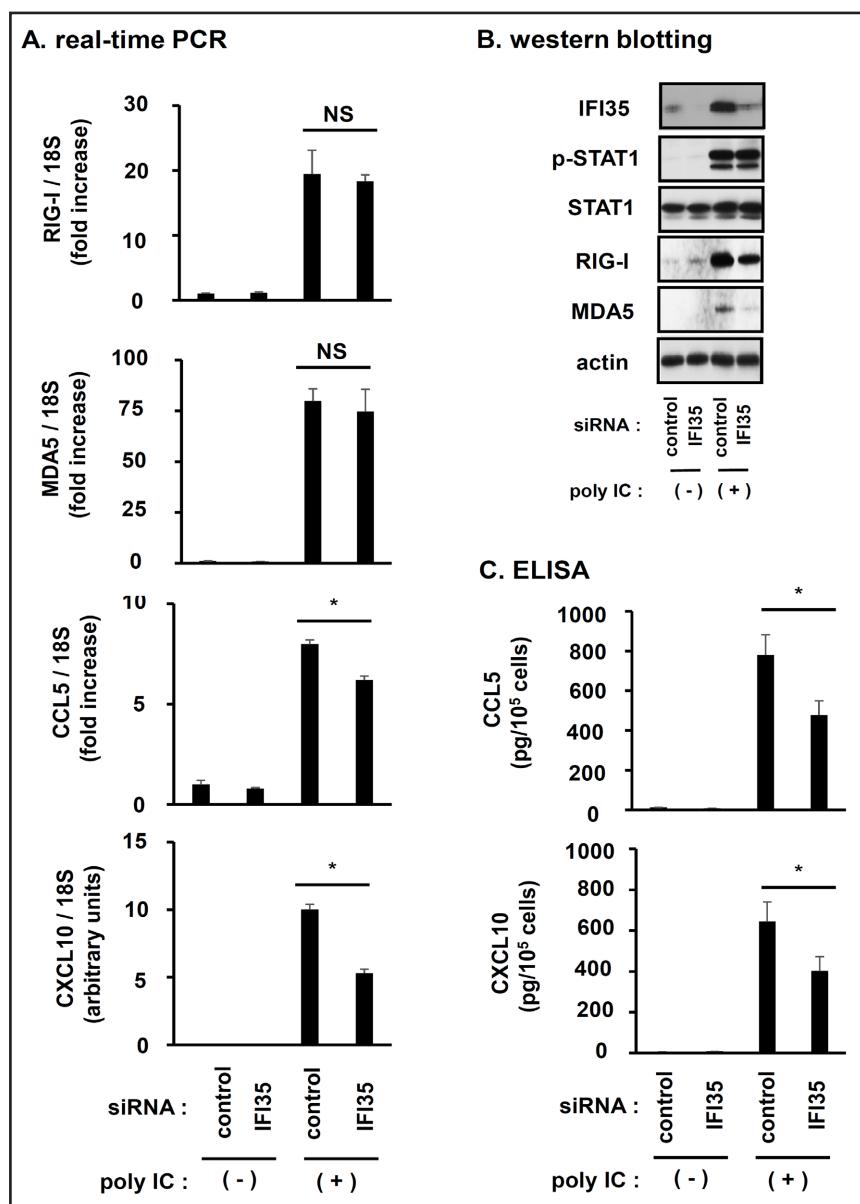 A. real-time PCR
RIG-I / 18S
(fold increase)
30
20
10
0
NS
MDA5 / 18S
(fold increase)
100
75
50
25
0
NS
CCL5 / 18S
(fold increase)
10
5
0
*
CXCL10 / 18S
(arbitrary units)
15
10
5
0
*
siRNA :
control
IFI35
control
IFI35
poly IC :
( - )
( + )
B. western blotting
IFI35
p-STAT1
STAT1
RIG-I
MDA5
actin
siRNA :
control
IFI35
control
IFI35
poly IC :
( - )
( + )
C. ELISA
CCL5
(pg/10⁵ cells)
1000
800
600
400
200
0
*
CXCL10
(pg/10⁵ cells)
1000
800
600
400
200
0
*
siRNA :
control
IFI35
control
IFI35
poly IC :
( - )
( + )